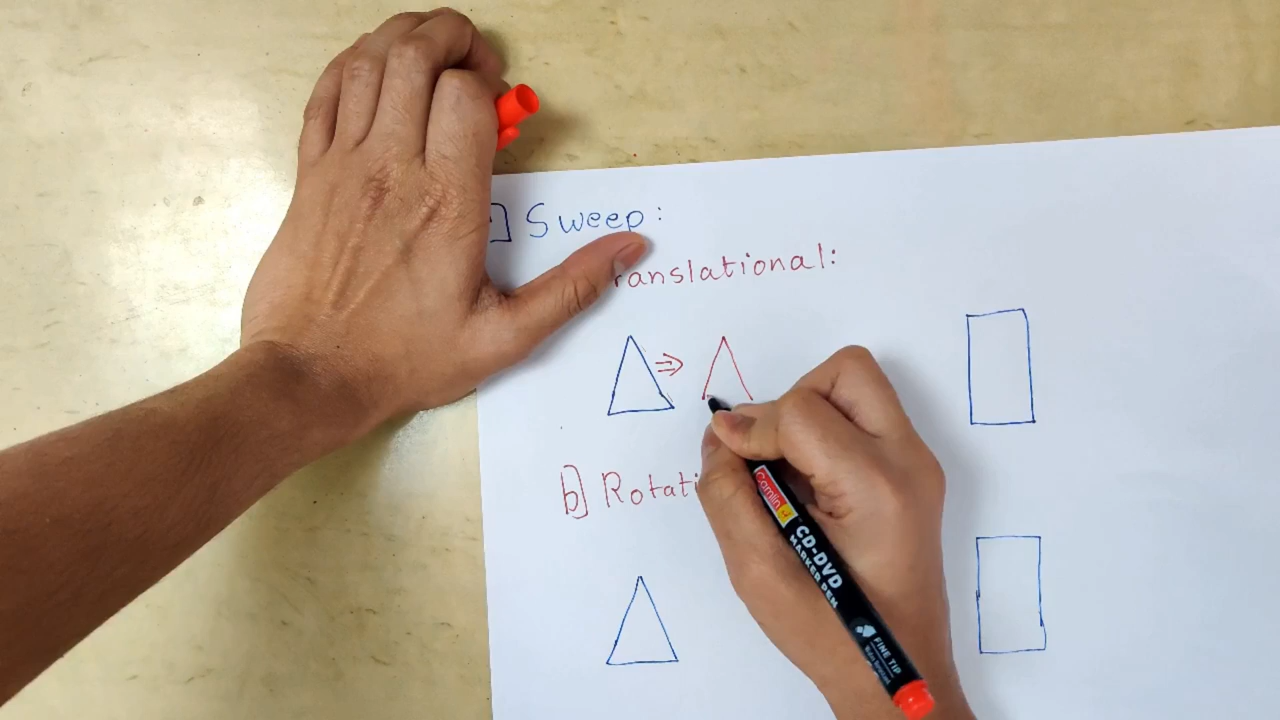 ] Sweep:
ranslational:
b] Rotati
Camlin
CD-DVD
MARKER PEN
FINE TIP